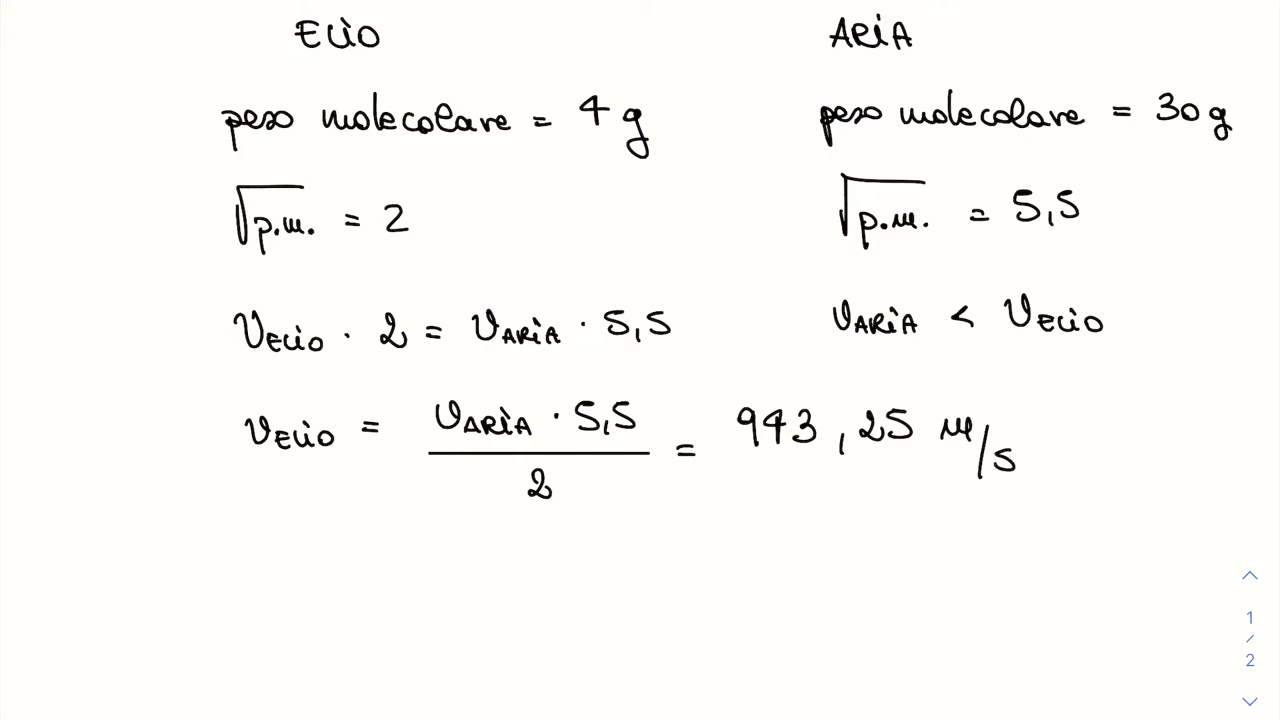 ELIO ARIA
peso molecolare = 4 g peso molecolare = 30 g
√p.m. = 2 √p.m. = 5,5
VELIO · 2 = VARIA · 5,5 VARIA < VELIO
VELIO = VARIA · 5,5 / 2 = 943,25 m/s
1
/
2